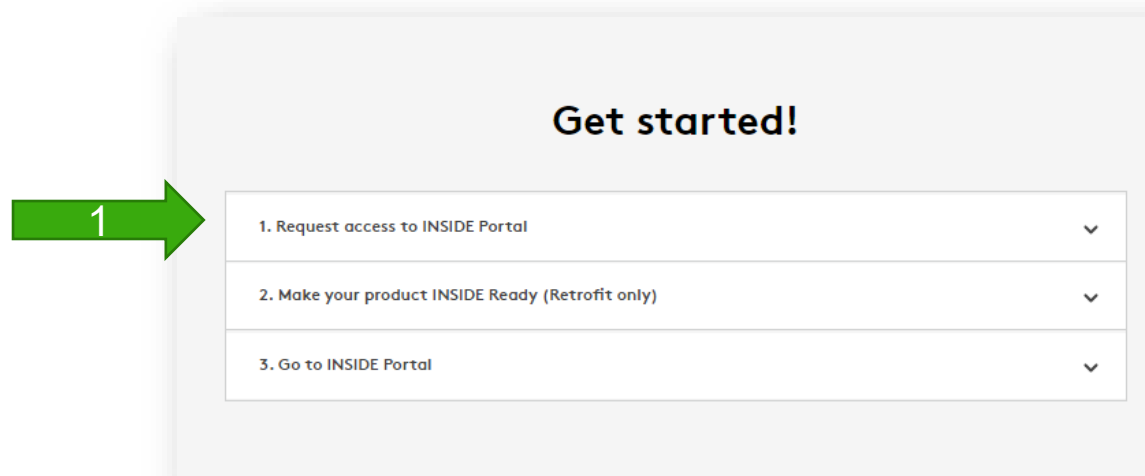 Get started!
1
1. Request access to INSIDE Portal
2. Make your product INSIDE Ready (Retrofit only)
3. Go to INSIDE Portal